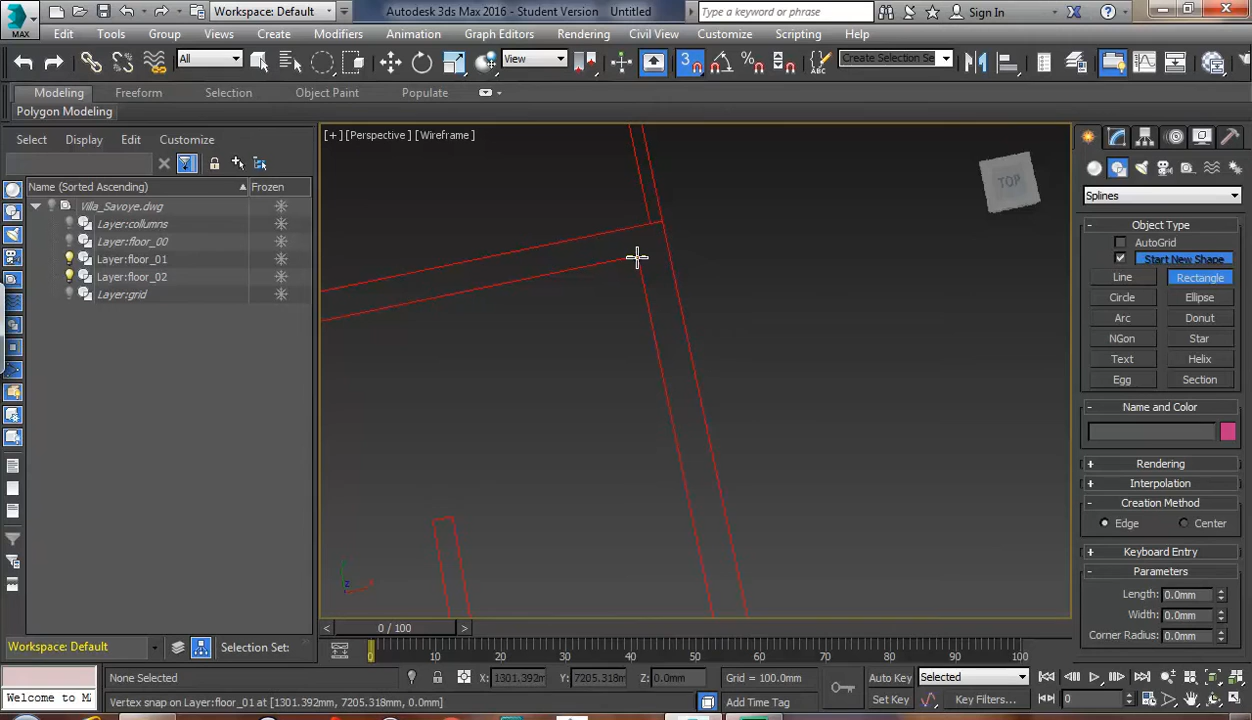 MAX
Workspace: Default
Autodesk 3ds Max 2016 - Student Version Untitled
Type a keyword or phrase
Sign In
Edit Tools Group Views Create Modifiers Animation Graph Editors Rendering Civil View Customize Scripting Help
All
View
3
Create Selection Se
Modeling Freeform Selection Object Paint Populate
Polygon Modeling
Select Display Edit Customize
Name (Sorted Ascending) Frozen
Villa_Savoye.dwg
Layer:collumns
Layer:floor_00
Layer:floor_01
Layer:floor_02
Layer:grid
[+] [Perspective] [Wireframe]
TOP
Splines
- Object Type
AutoGrid
Start New Shape
Line Rectangle
Circle Ellipse
Arc Donut
NGon Star
Text Helix
Egg Section
- Name and Color
+ Rendering
+ Interpolation
- Creation Method
Edge Center
+ Keyboard Entry
- Parameters
Length: 0.0mm
Width: 0.0mm
Corner Radius: 0.0mm
z
< 0 / 100 >
Workspace: Default
Selection Set:
0 10 20 30 40 50 60 70 80 90 100
None Selected
X: 1301.392m Y: 7205.318m Z: 0.0mm
Grid = 100.0mm
Auto Key Selected
Welcome to M
Vertex snap on Layer:floor_01 at [1301.392mm, 7205.318mm, 0.0mm]
Add Time Tag
Set Key Key Filters...
0